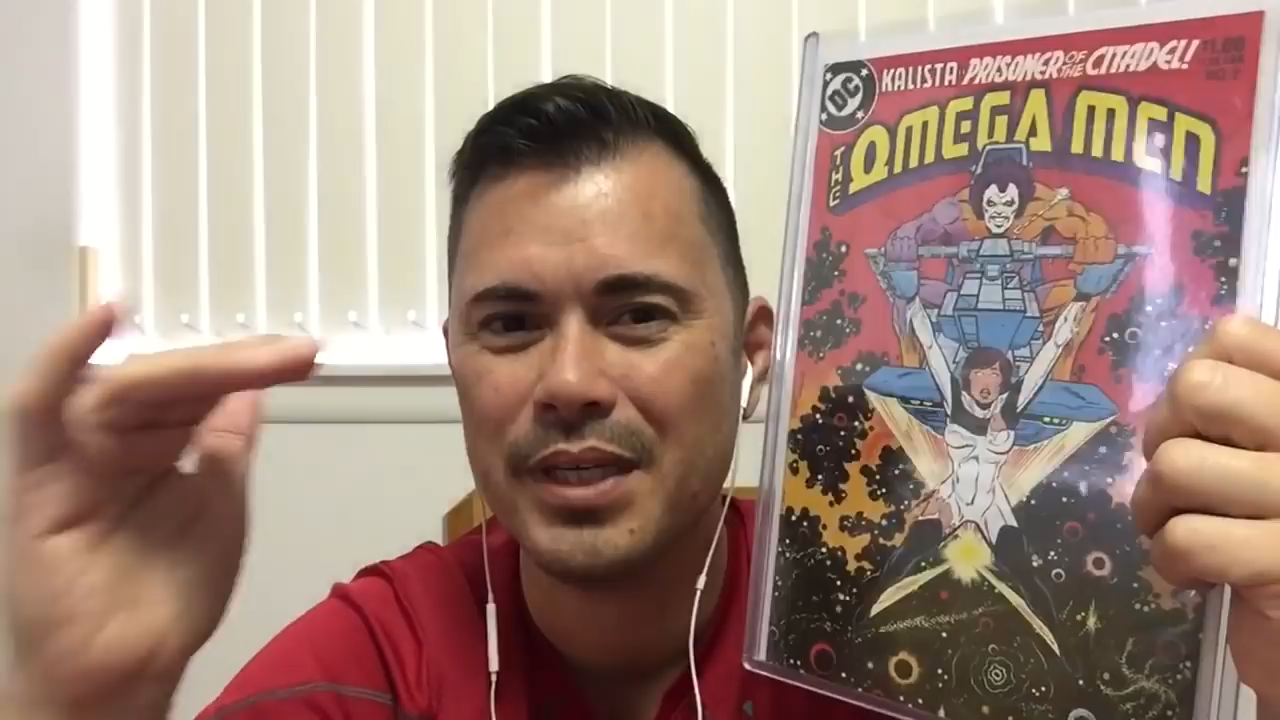 DC
KALISTA: PRISONER OF THE CITADEL!
THE OMEGA MEN